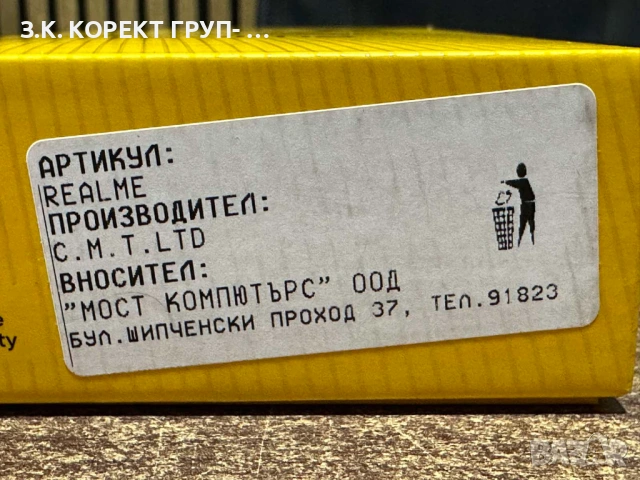 З.К. КОРЕКТ ГРУП- ...
АРТИКУЛ:
REALME
ПРОИЗВОДИТЕЛ:
C.M.T.LTD
ВНОСИТЕЛ:
"МОСТ КОМПЮТЪРС" ООД
БУЛ.ШИПЧЕНСКИ ПРОХОД 37, ТЕЛ.91823